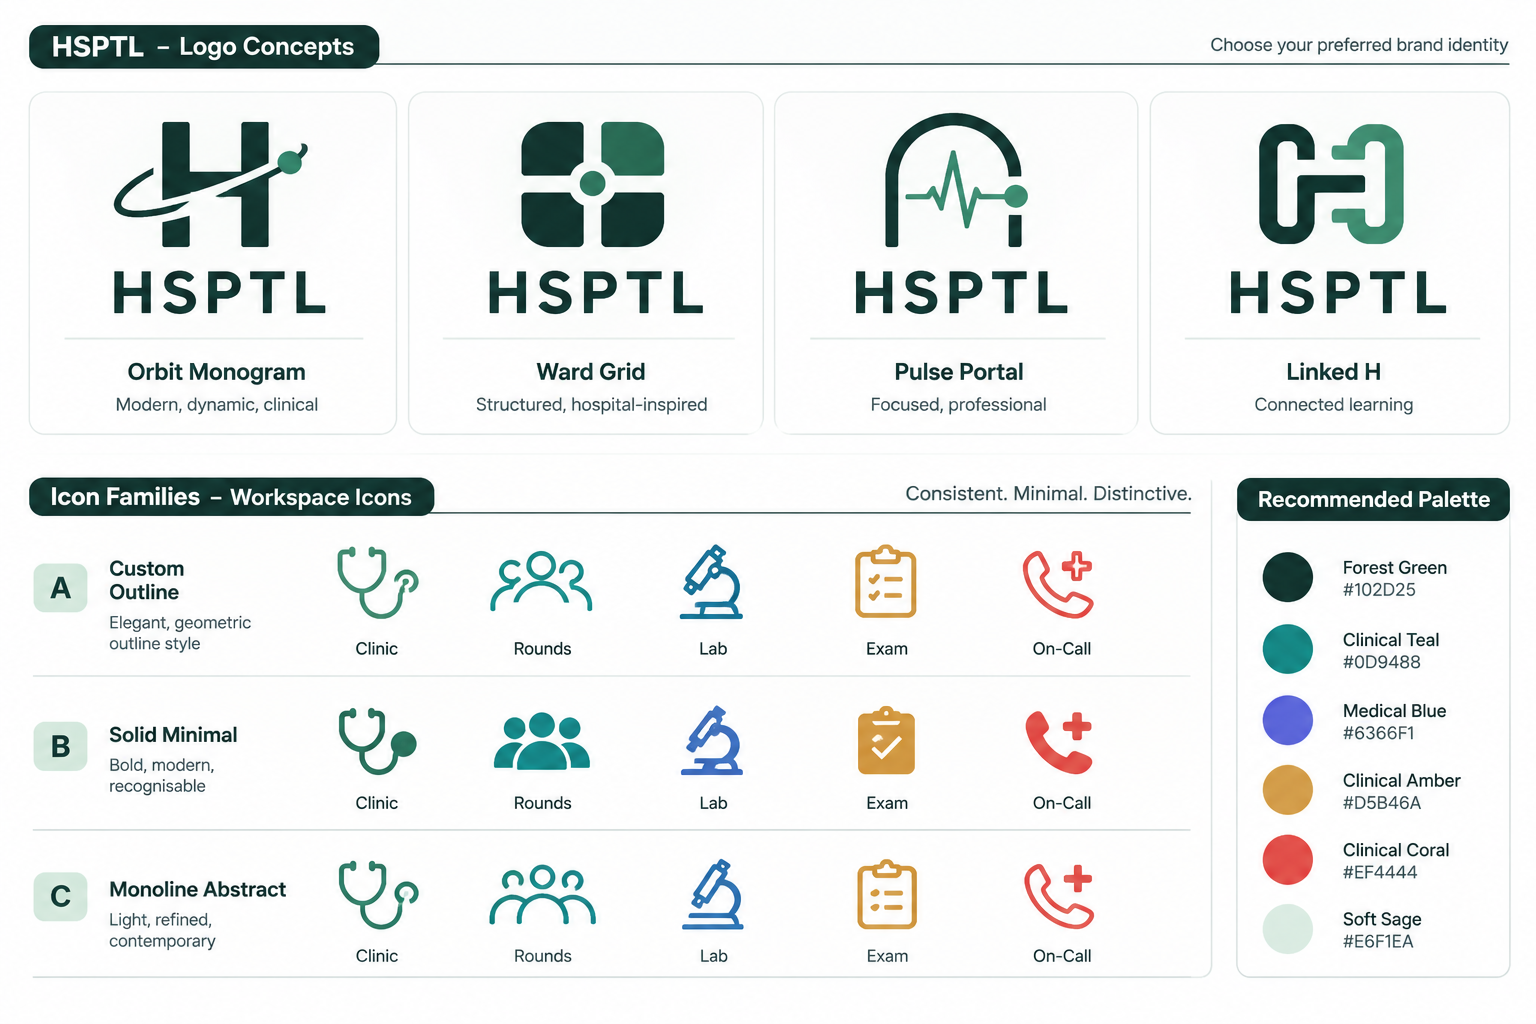 HSPTL – Logo Concepts
Choose your preferred brand identity
HSPTL
Orbit Monogram
Modern, dynamic, clinical
HSPTL
Ward Grid
Structured, hospital-inspired
HSPTL
Pulse Portal
Focused, professional
HSPTL
Linked H
Connected learning
Icon Families – Workspace Icons
Consistent. Minimal. Distinctive.
A
Custom
Outline
Elegant, geometric
outline style
Clinic
Rounds
Lab
Exam
On-Call
B
Solid Minimal
Bold, modern,
recognisable
Clinic
Rounds
Lab
Exam
On-Call
C
Monoline Abstract
Light, refined,
contemporary
Clinic
Rounds
Lab
Exam
On-Call
Recommended Palette
Forest Green
#102D25
Clinical Teal
#0D9488
Medical Blue
#6366F1
Clinical Amber
#D5B46A
Clinical Coral
#EF4444
Soft Sage
#E6F1EA